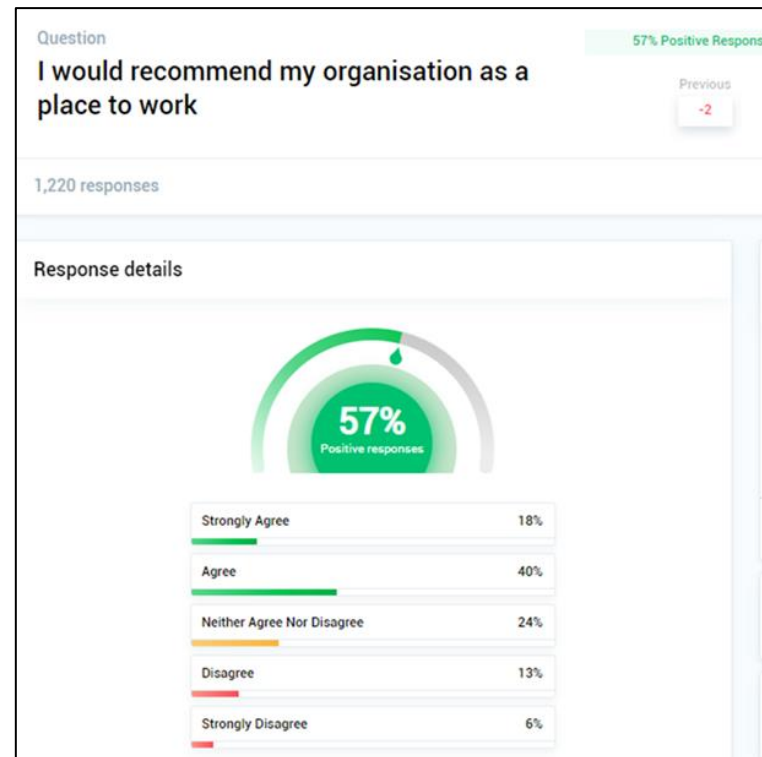 Question
57% Positive Respons
I would recommend my organisation as a
place to work
Previous
-2
1,220 responses
Response details
57%
Positive responses
Strongly Agree 18%
Agree 40%
Neither Agree Nor Disagree 24%
Disagree 13%
Strongly Disagree 6%